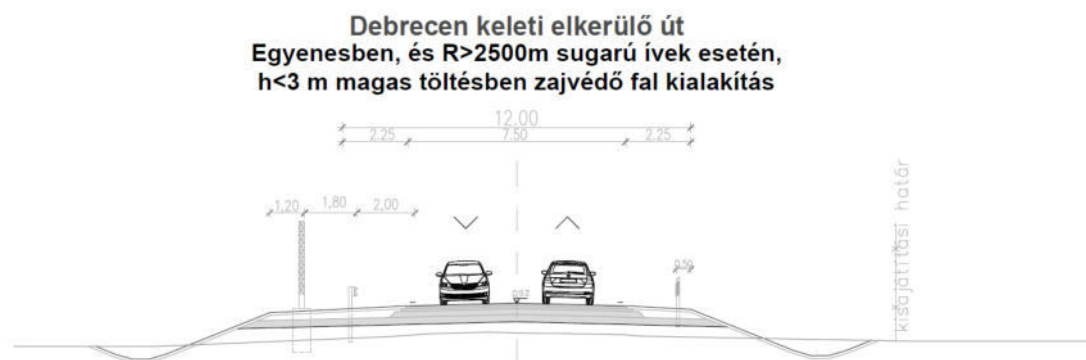 Debrecen keleti elkerülő út
Egyenesben, és R>2500m sugarú ívek esetén,
h<3 m magas töltésben zajvédő fal kialakítás
12.00
2.25 7.50 2.25
1,20 1,80 2,00
0.50
kisajátítási határ